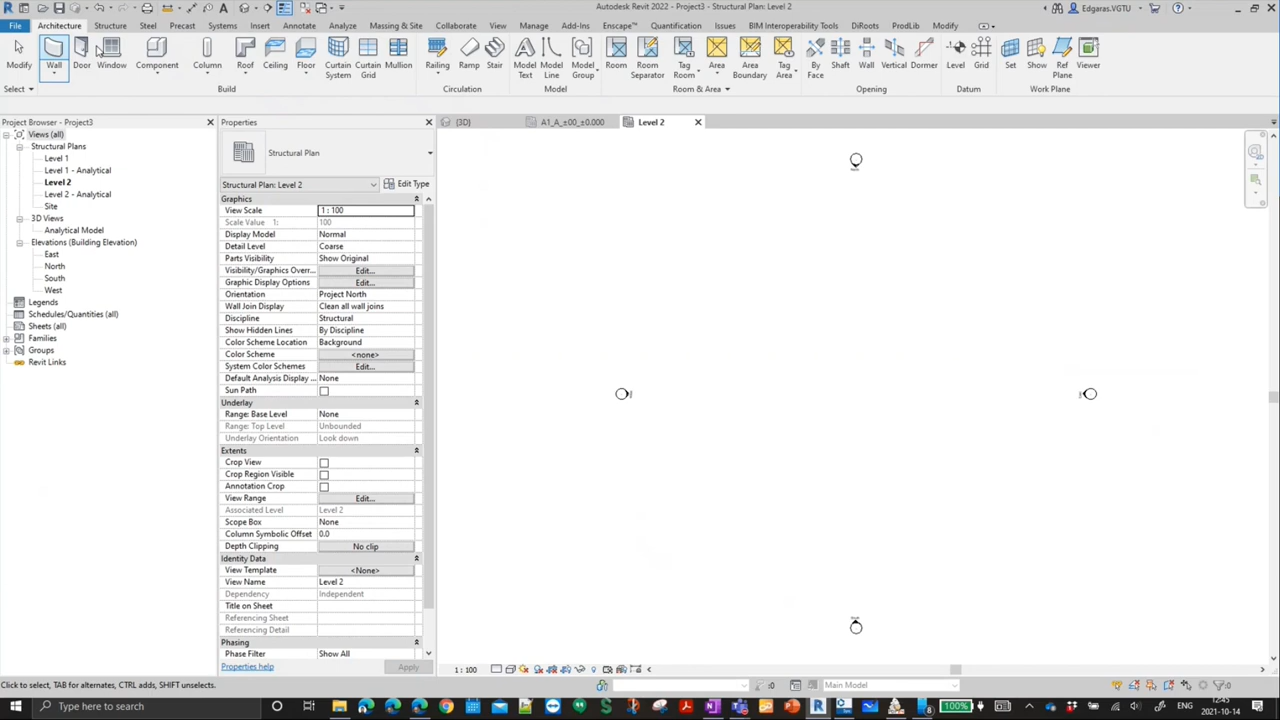 Autodesk Revit 2022 - Project3 - Structural Plan: Level 2
Edgaras.VGTU
File Architecture Structure Steel Precast Systems Insert Annotate Analyze Massing & Site Collaborate View Manage Add-Ins Enscape™ Quantification Issues BIM Interoperability Tools DiRoots ProdLib Modify
Modify Wall Door Window Component Column Roof Ceiling Floor Curtain System Curtain Grid Mullion Railing Ramp Stair Model Text Model Line Model Group Room Room Separator Tag Room Area Area Boundary Tag Area By Face Shaft Wall Vertical Dormer Level Grid Set Show Ref Plane Viewer
Select Build Circulation Model Room & Area Opening Datum Work Plane
Project Browser - Project3
Views (all)
Structural Plans
Level 1
Level 1 - Analytical
Level 2
Level 2 - Analytical
Site
3D Views
Analytical Model
Elevations (Building Elevation)
East
North
South
West
Legends
Schedules/Quantities (all)
Sheets (all)
Families
Groups
Revit Links
Properties
Structural Plan
Structural Plan: Level 2 Edit Type
Graphics
View Scale 1 : 100
Scale Value 1: 100
Display Model Normal
Detail Level Coarse
Parts Visibility Show Original
Visibility/Graphics Overr... Edit...
Graphic Display Options Edit...
Orientation Project North
Wall Join Display Clean all wall joins
Discipline Structural
Show Hidden Lines By Discipline
Color Scheme Location Background
Color Scheme <none>
System Color Schemes Edit...
Default Analysis Display ... None
Sun Path
Underlay
Range: Base Level None
Range: Top Level Unbounded
Underlay Orientation Look down
Extents
Crop View
Crop Region Visible
Annotation Crop
View Range Edit...
Associated Level Level 2
Scope Box None
Column Symbolic Offset 0.0
Depth Clipping No clip
Identity Data
View Template <None>
View Name Level 2
Dependency Independent
Title on Sheet
Referencing Sheet
Referencing Detail
Phasing
Phase Filter Show All
Properties help Apply
{3D} A1_A_±00_±0.000 Level 2
1 : 100
Click to select, TAB for alternates, CTRL adds, SHIFT unselects.
:0 Main Model :0
Type here to search
100% ENG 12:45
2021-10-14